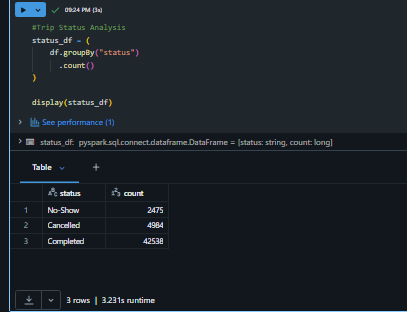 09:24 PM (3s)
#Trip Status Analysis
status_df = (
df.groupBy("status")
.count()
)
display(status_df)
See performance (1)
status_df: pyspark.sql.connect.dataframe.DataFrame = [status: string, count: long]
Table
+
status count
1 No-Show 2475
2 Cancelled 4984
3 Completed 42538
3 rows | 3.231s runtime